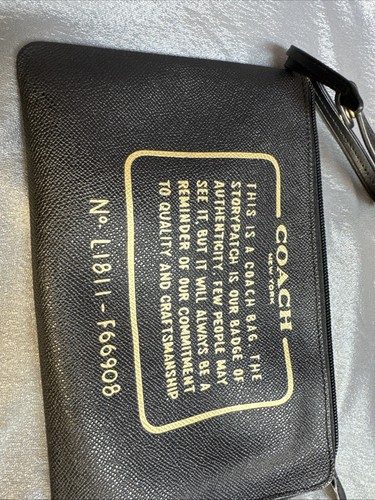 COACH
NEW YORK
THIS IS A COACH BAG. THE
STORYPATCH IS OUR BADGE OF
AUTHENTICITY. FEW PEOPLE MAY
SEE IT, BUT IT WILL ALWAYS BE A
REMINDER OF OUR COMMITMENT
TO QUALITY AND CRAFTSMANSHIP.
Nº L1811-F66908